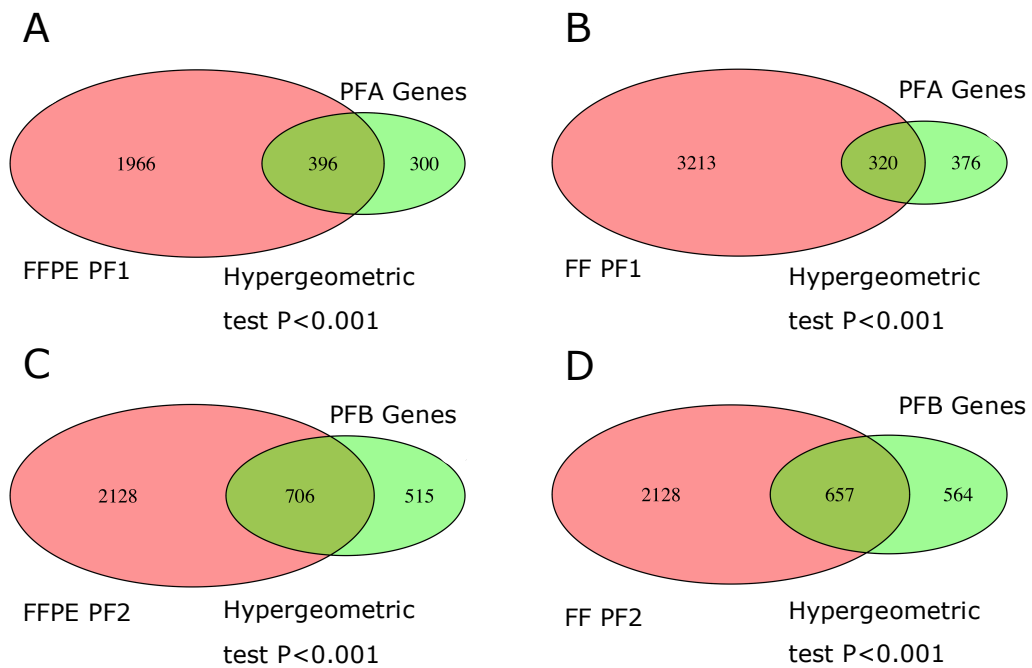 A
PFA Genes
1966
396
300
FFPE PF1
Hypergeometric
test P<0.001
B
PFA Genes
3213
320
376
FF PF1
Hypergeometric
test P<0.001
C
PFB Genes
2128
706
515
FFPE PF2
Hypergeometric
test P<0.001
D
PFB Genes
2128
657
564
FF PF2
Hypergeometric
test P<0.001